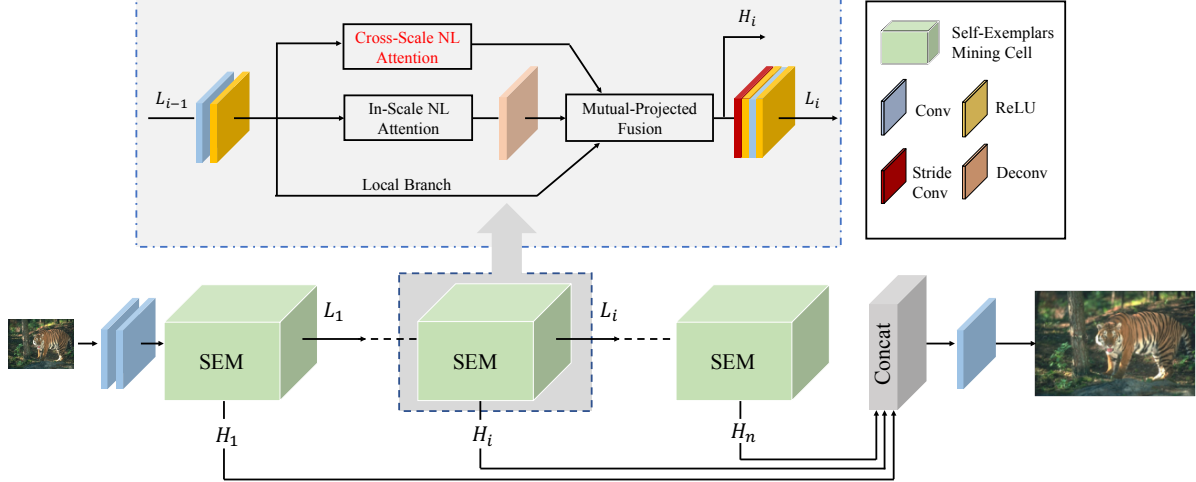 Cross-Scale NL
Attention
H_i
L_{i-1}
In-Scale NL
Attention
Mutual-Projected
Fusion
L_i
Local Branch
Self-Exemplars
Mining Cell
Conv
ReLU
Stride
Conv
Deconv
SEM
L_1
SEM
L_i
SEM
Concat
H_1
H_i
H_n